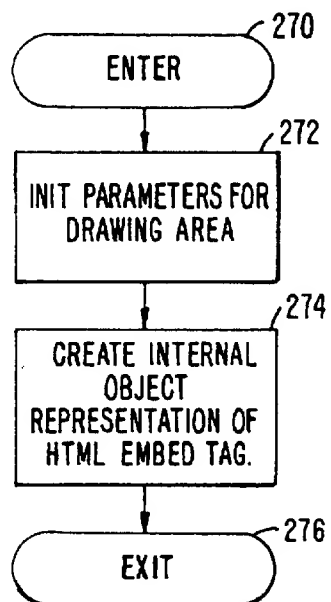 270
ENTER
272
INIT PARAMETERS FOR
DRAWING AREA
274
CREATE INTERNAL
OBJECT
REPRESENTATION OF
HTML EMBED TAG.
276
EXIT